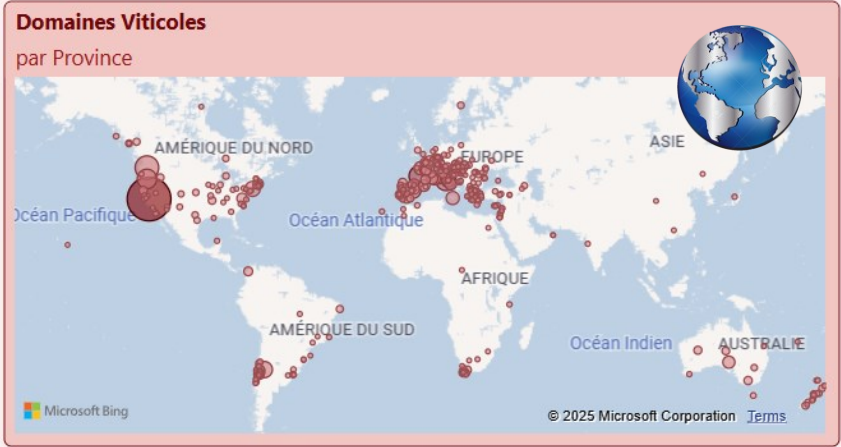 Domaines Viticoles
par Province
AMÉRIQUE DU NORD
EUROPE
ASIE
Océan Pacifique
Océan Atlantique
AFRIQUE
AMÉRIQUE DU SUD
Océan Indien
AUSTRALIE
Microsoft Bing
© 2025 Microsoft Corporation Terms